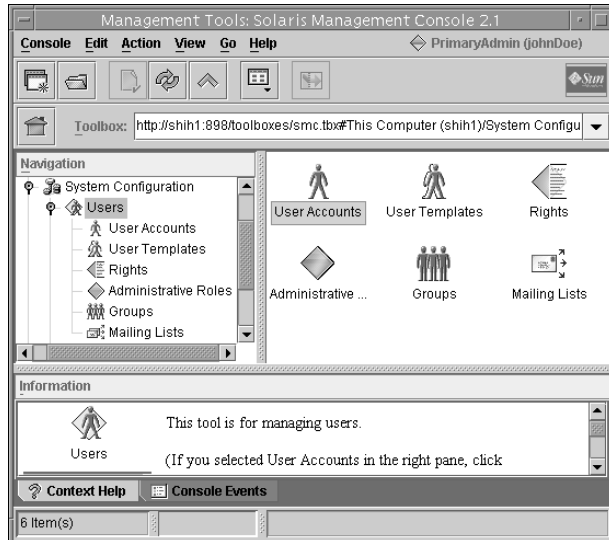 Management Tools: Solaris Management Console 2.1
Console Edit Action View Go Help
PrimaryAdmin (johnDoe)
Sun
Toolbox: http://shih1:898/toolboxes/smc.tbx#This Computer (shih1)/System Configu
Navigation
System Configuration
Users
User Accounts
User Templates
Rights
Administrative Roles
Groups
Mailing Lists
User Accounts
User Templates
Rights
Administrative ...
Groups
Mailing Lists
Information
Users
This tool is for managing users.
(If you selected User Accounts in the right pane, click
Context Help
Console Events
6 Item(s)